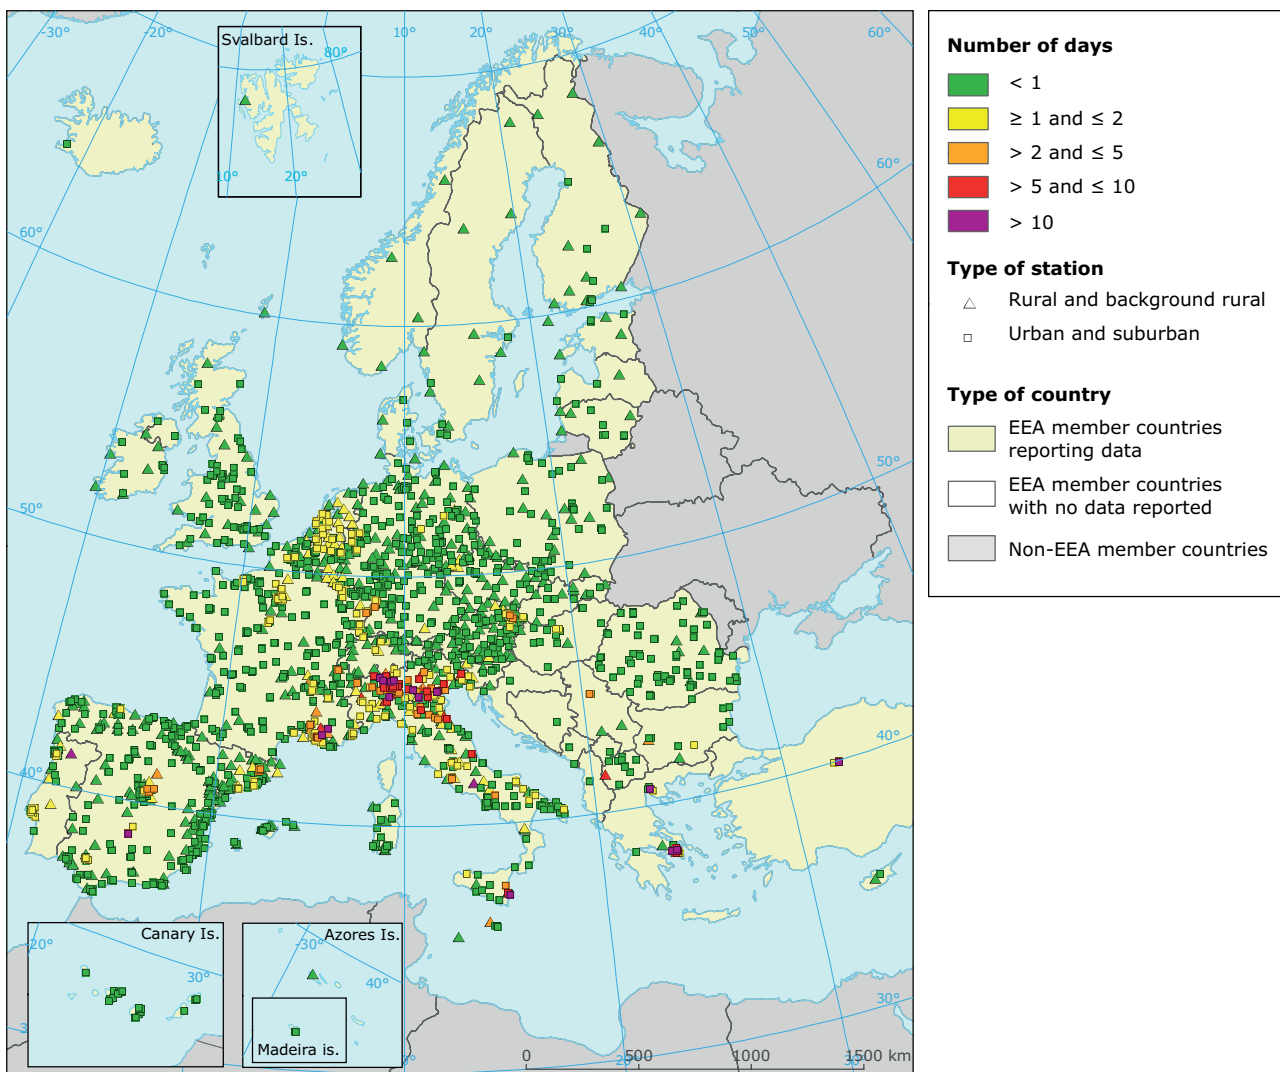 -30°
-20°
10°
20°
30°
40°
50°
60°
Svalbard Is.
80°
10°
20°
60°
60°
50°
50°
40°
40°
Canary Is.
20°
30°
Azores Is.
-30°
40°
Madeira is.
30°
0
500
1000
1500 km
Number of days
< 1
≥ 1 and ≤ 2
> 2 and ≤ 5
> 5 and ≤ 10
> 10
Type of station
Rural and background rural
Urban and suburban
Type of country
EEA member countries
reporting data
EEA member countries
with no data reported
Non-EEA member countries